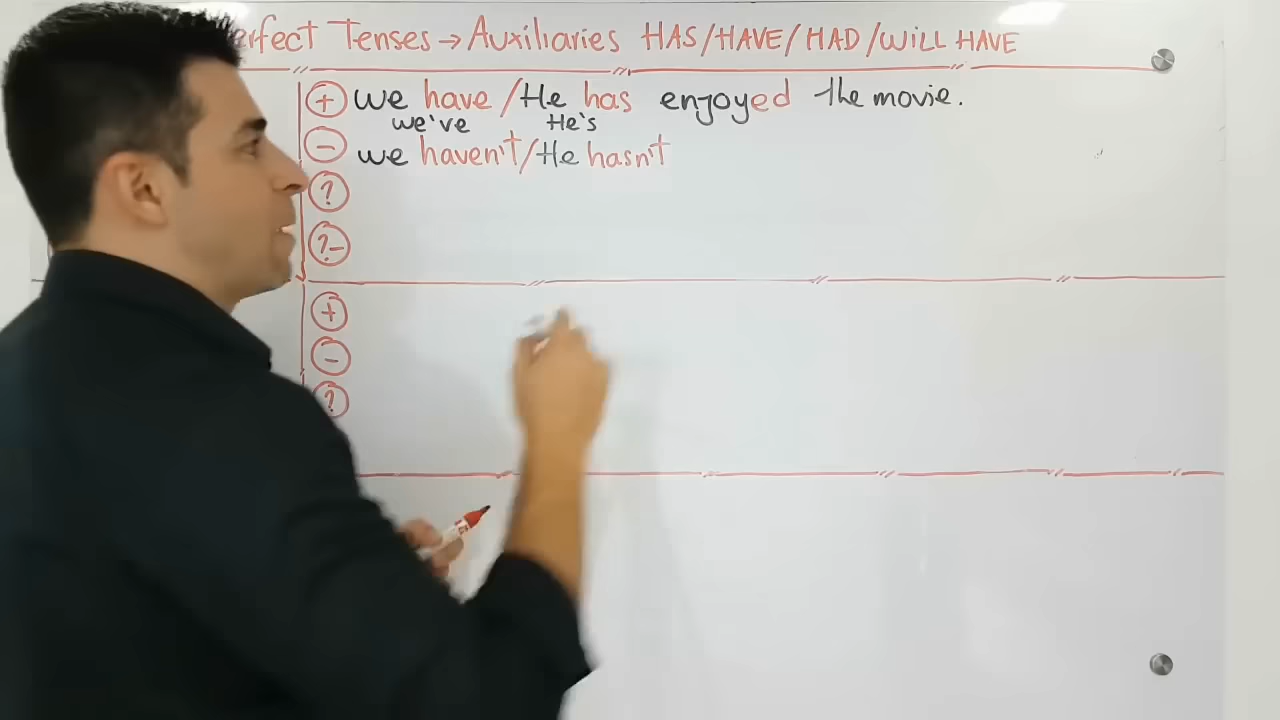 erfect Tenses → Auxiliaries HAS/HAVE/HAD/WILL HAVE
+ we have /He has enjoyed the movie.
we've He's
- we haven't/He hasn't
?
?-
+
-
?